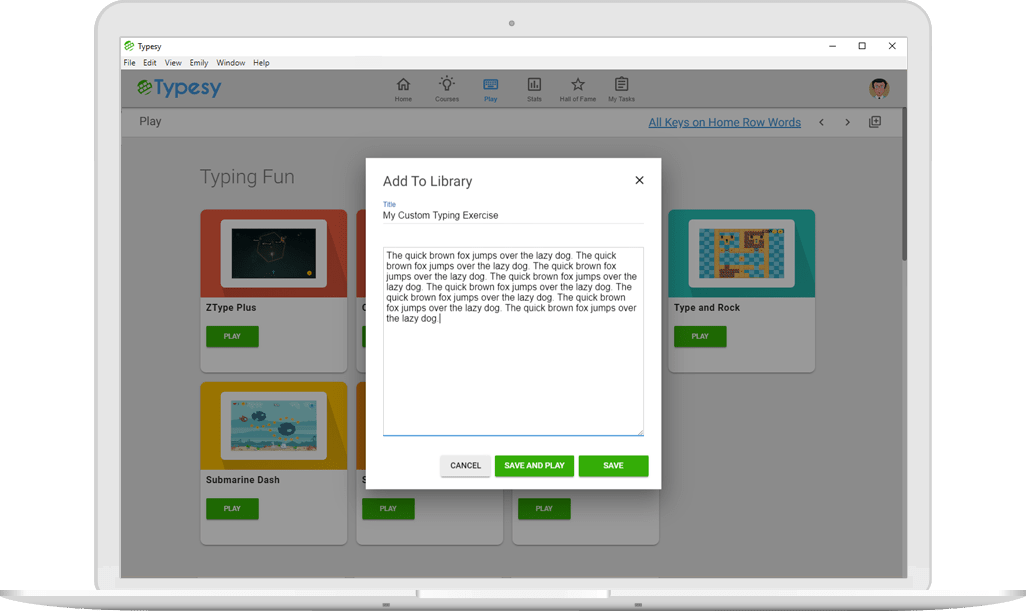 Typesy
File Edit View Emily Window Help
Typesy
Home Courses Play Stats Hall of Fame My Tasks
Play
All Keys on Home Row Words
Typing Fun
Add To Library
Title
My Custom Typing Exercise
The quick brown fox jumps over the lazy dog. The quick
brown fox jumps over the lazy dog. The quick brown fox
jumps over the lazy dog. The quick brown fox jumps over the
lazy dog. The quick brown fox jumps over the lazy dog. The
quick brown fox jumps over the lazy dog. The quick brown
fox jumps over the lazy dog. The quick brown fox jumps over
the lazy dog.
CANCEL SAVE AND PLAY SAVE
ZType Plus
PLAY
Type and Rock
PLAY
Submarine Dash
PLAY
PLAY
PLAY